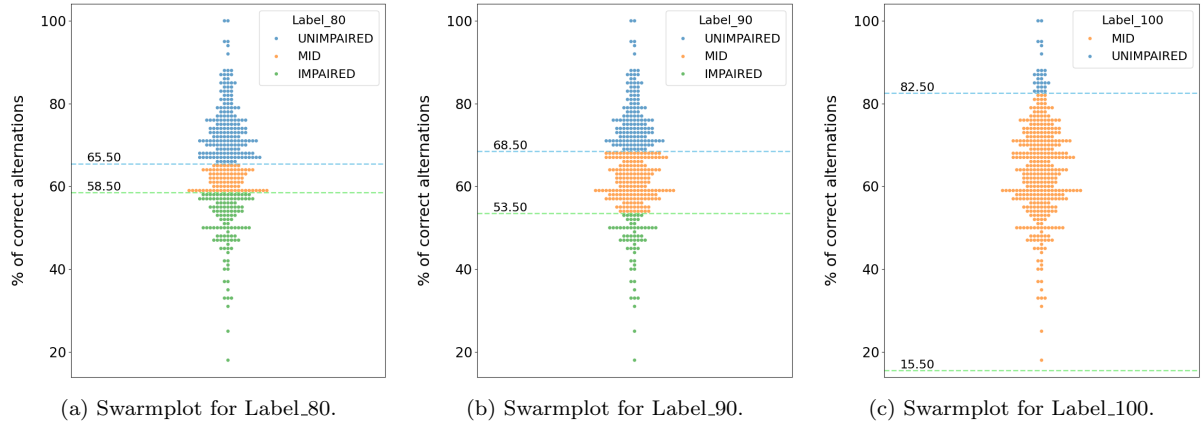 % of correct alternations
100
80
60
40
20
Label_80
UNIMPAIRED
MID
IMPAIRED
65.50
58.50
(a) Swarmplot for Label_80.
% of correct alternations
100
80
60
40
20
Label_90
UNIMPAIRED
MID
IMPAIRED
68.50
53.50
(b) Swarmplot for Label_90.
% of correct alternations
100
80
60
40
20
Label_100
MID
UNIMPAIRED
82.50
15.50
(c) Swarmplot for Label_100.